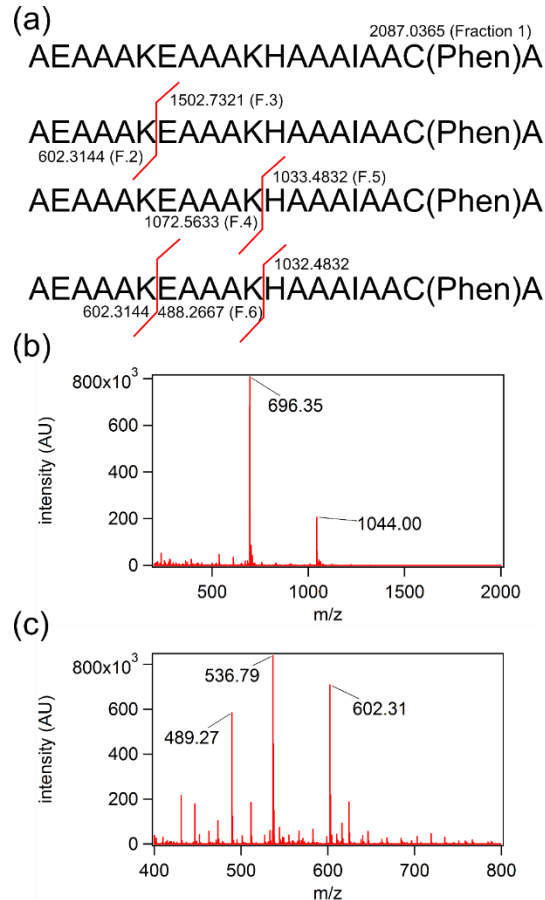 (a)
2087.0365 (Fraction 1)
AEAAAKEAAAKHAAAIAAC(Phen)A
1502.7321 (F.3)
AEAAAKEAAAKHAAAIAAC(Phen)A
602.3144 (F.2)
1033.4832 (F.5)
AEAAAKEAAAKHAAAIAAC(Phen)A
1072.5633 (F.4)
1032.4832
AEAAAKEAAAKHAAAIAAC(Phen)A
602.3144 488.2667 (F.6)
(b)
800x10³
696.35
600
400
1044.00
200
0
intensity (AU)
500 1000 1500 2000
m/z
(c)
536.79
800x10³
602.31
600
489.27
400
200
0
intensity (AU)
400 500 600 700 800
m/z